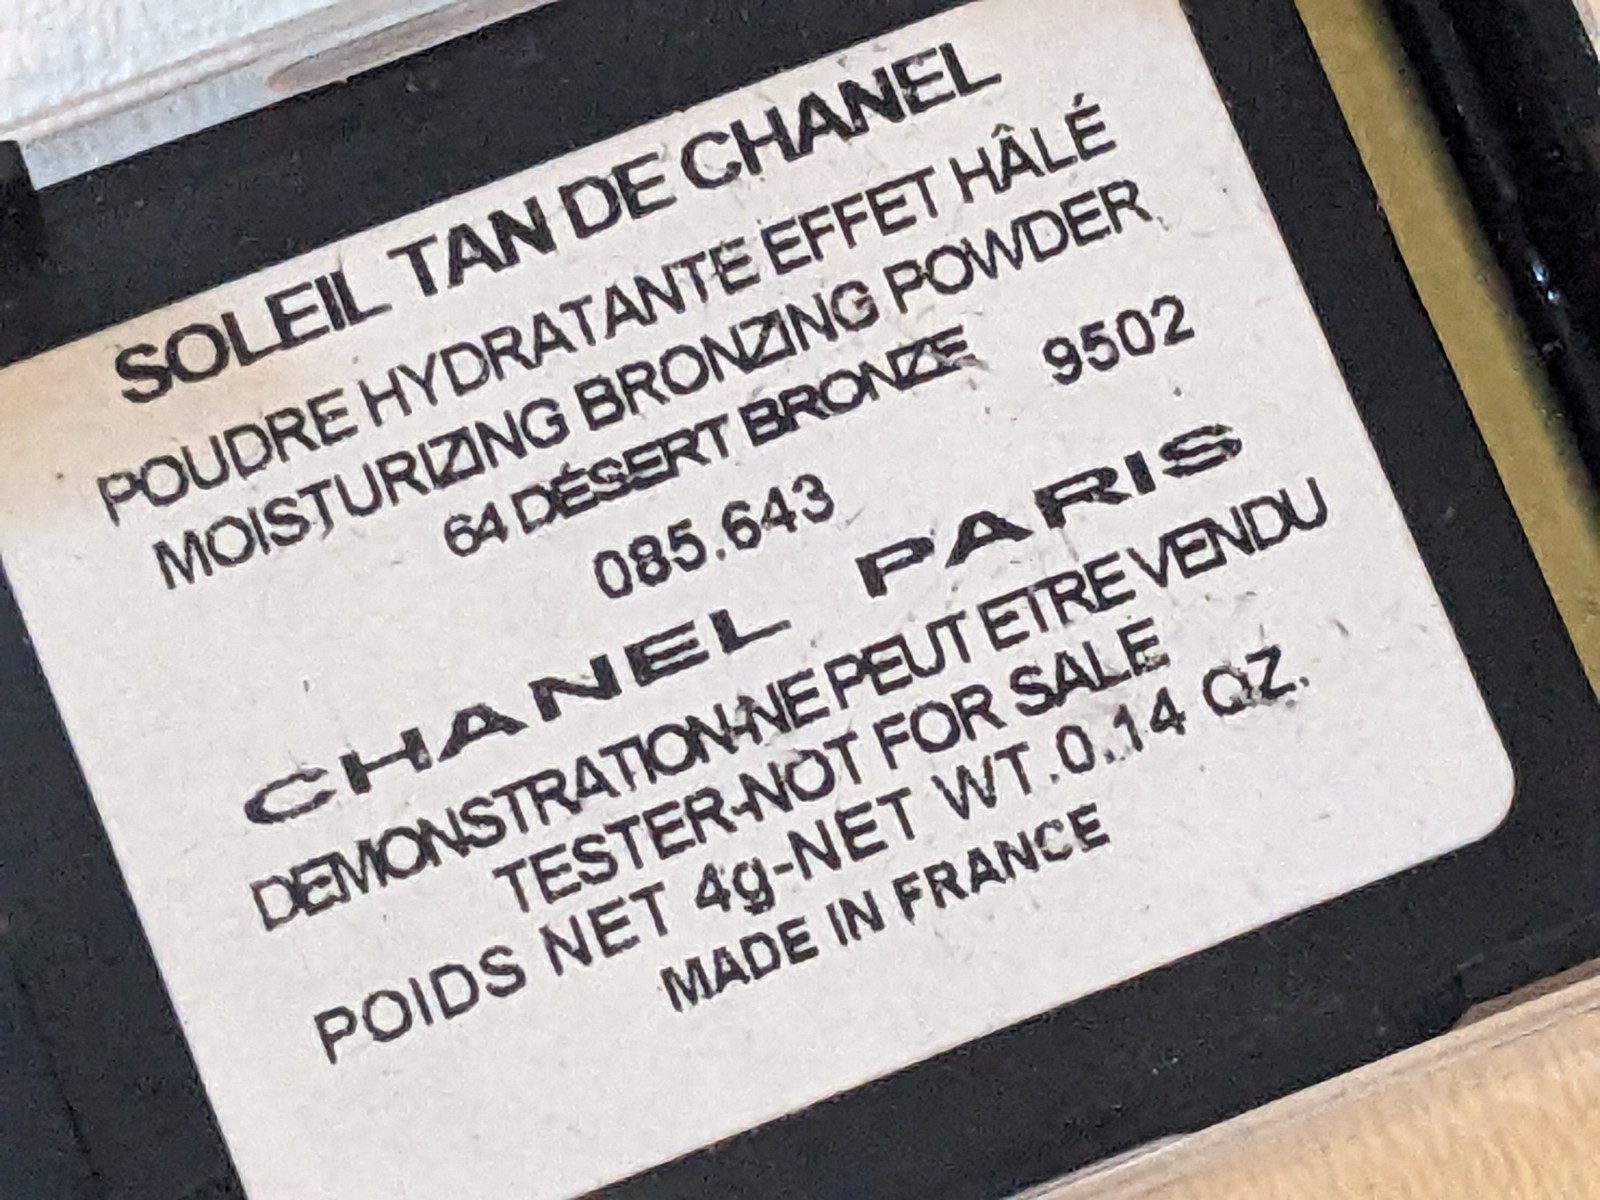 SOLEIL TAN DE CHANEL
POUDRE HYDRATANTE EFFET HÂLÉ
MOISTURIZING BRONZING POWDER
64 DÉSERT BRONZE 9502
085.643
CHANEL PARIS
DEMONSTRATION-NE PEUT ETRE VENDU
TESTER-NOT FOR SALE
POIDS NET 4g-NET WT.0.14 OZ.
MADE IN FRANCE